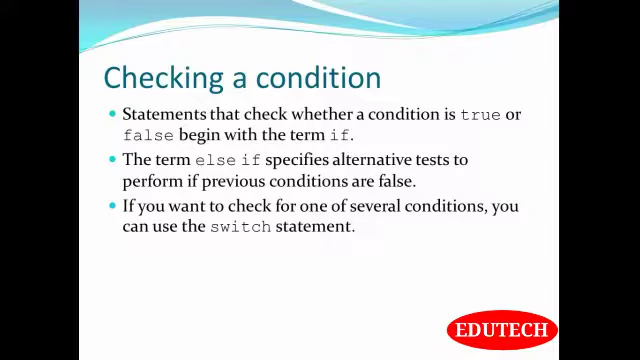 Checking a condition
Statements that check whether a condition is true or
false begin with the term if.
The term else if specifies alternative tests to
perform if previous conditions are false.
If you want to check for one of several conditions, you
can use the switch statement.
EDUTECH